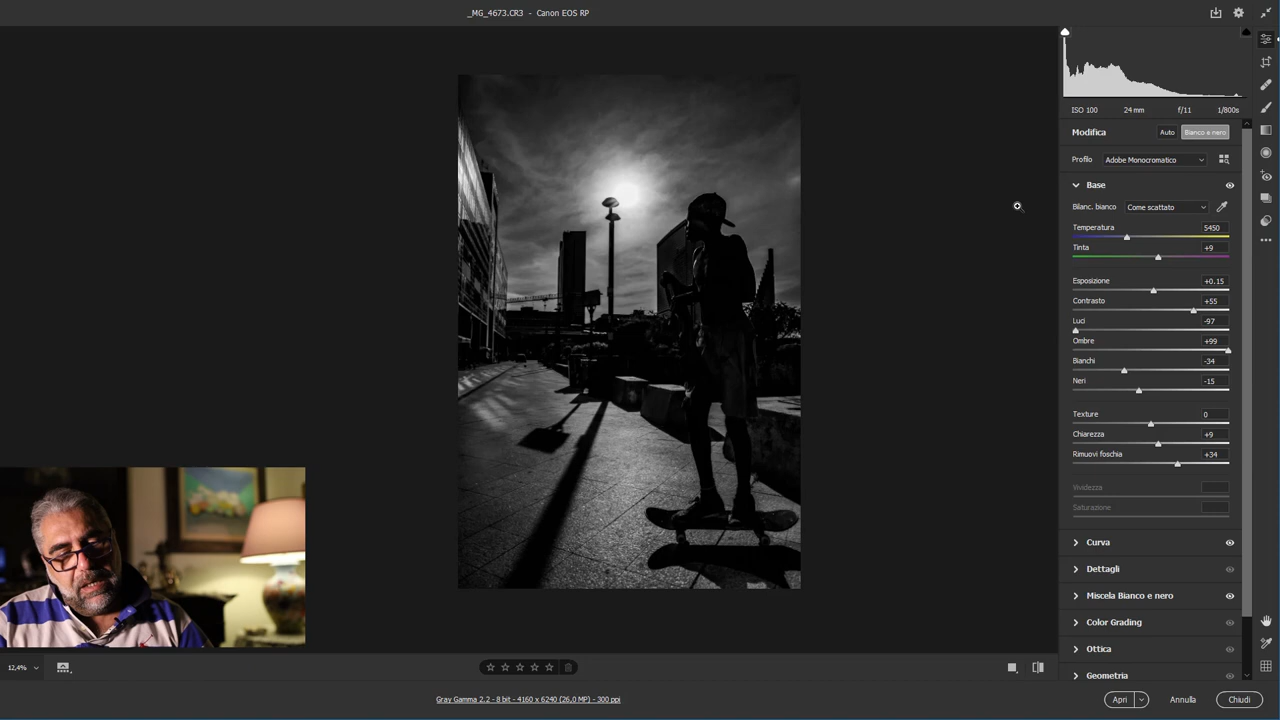 _MG_4673.CR3 - Canon EOS RP
ISO 100 24 mm f/11 1/800s
Modifica Auto Bianco e nero
Profilo Adobe Monocromatico
Base
Bilanc. bianco Come scattato
Temperatura 5450
Tinta +9
Esposizione +0.15
Contrasto +55
Luci -97
Ombre +99
Bianchi -34
Neri -15
Texture 0
Chiarezza +9
Rimuovi foschia +34
Vividezza
Saturazione
Curva
Dettagli
Miscela Bianco e nero
Color Grading
Ottica
Geometria
12,4%
Gray Gamma 2.2 - 8 bit - 4160 x 6240 (26,0 MP) - 300 ppi
Apri Annulla Chiudi